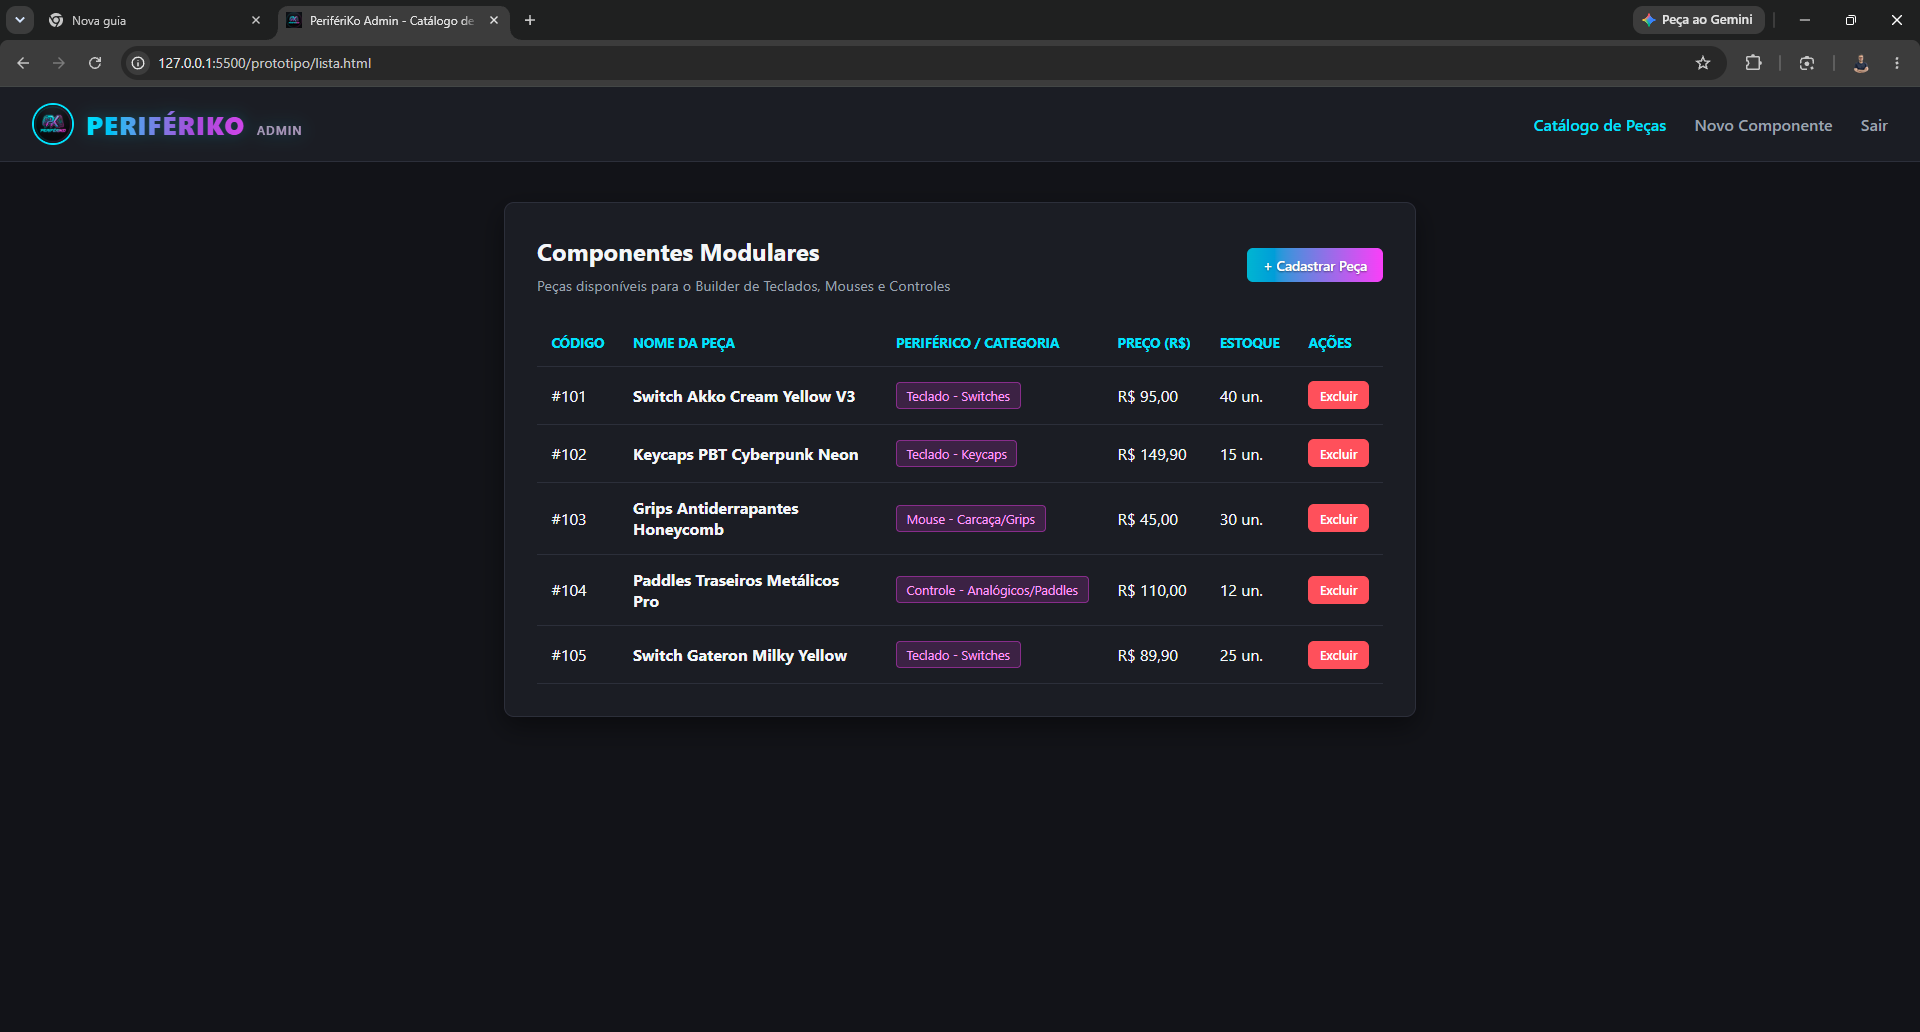 Nova guia
PerifériKo Admin - Catálogo de
Peça ao Gemini
127.0.0.1:5500/prototipo/lista.html
PERIFÉRIKO ADMIN
Catálogo de Peças
Novo Componente
Sair
Componentes Modulares
Peças disponíveis para o Builder de Teclados, Mouses e Controles
+ Cadastrar Peça
CÓDIGO NOME DA PEÇA PERIFÉRICO / CATEGORIA PREÇO (R$) ESTOQUE AÇÕES
#101 Switch Akko Cream Yellow V3 Teclado - Switches R$ 95,00 40 un. Excluir
#102 Keycaps PBT Cyberpunk Neon Teclado - Keycaps R$ 149,90 15 un. Excluir
#103 Grips Antiderrapantes
Honeycomb Mouse - Carcaça/Grips R$ 45,00 30 un. Excluir
#104 Paddles Traseiros Metálicos
Pro Controle - Analógicos/Paddles R$ 110,00 12 un. Excluir
#105 Switch Gateron Milky Yellow Teclado - Switches R$ 89,90 25 un. Excluir